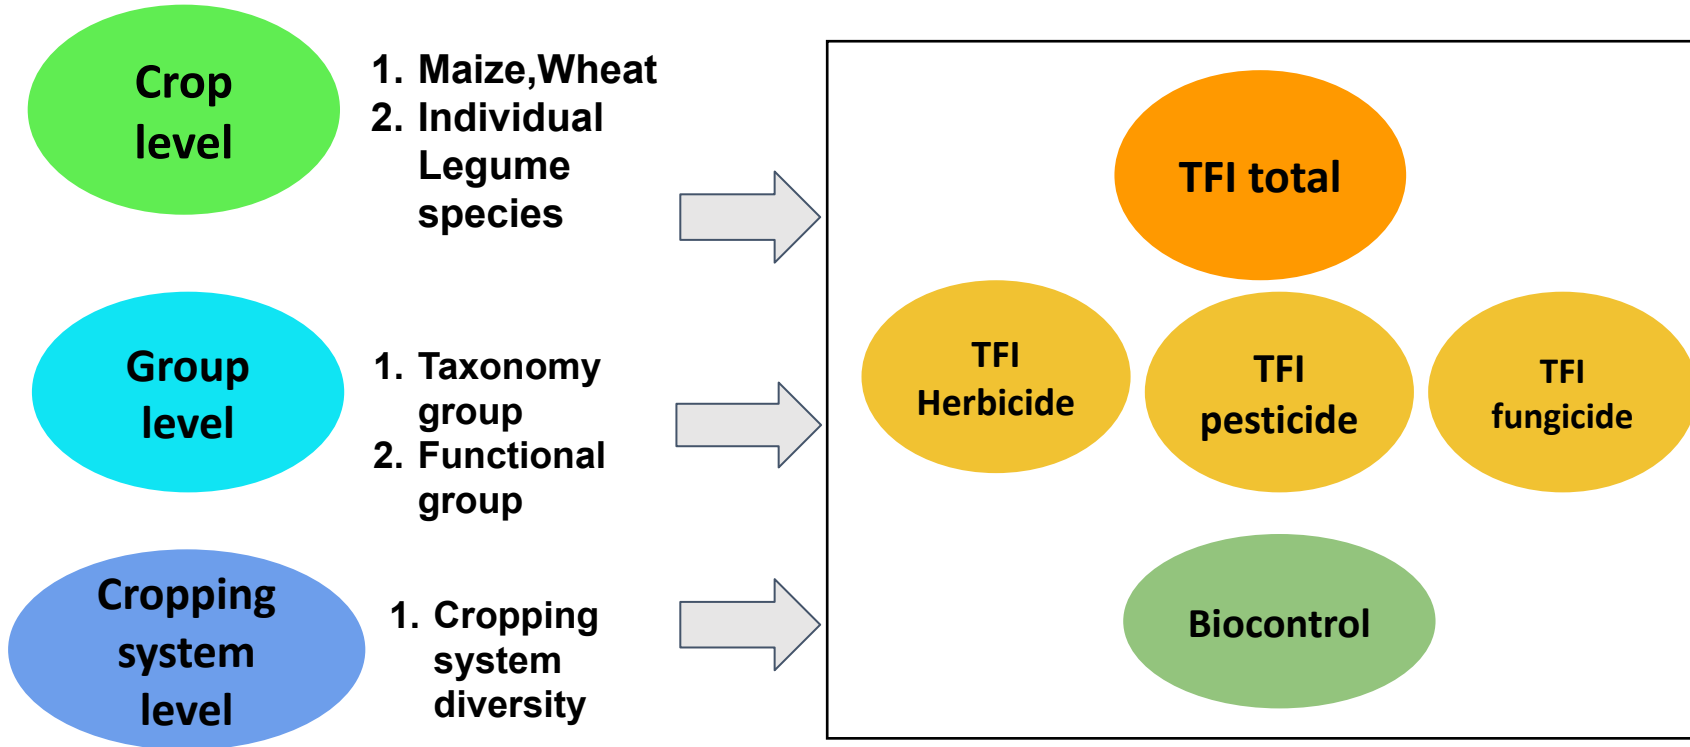 Crop
level
1. Maize,Wheat
2. Individual
Legume
species
Group
level
1. Taxonomy
group
2. Functional
group
Cropping
system
level
1. Cropping
system
diversity
TFI total
TFI
Herbicide
TFI
pesticide
TFI
fungicide
Biocontrol